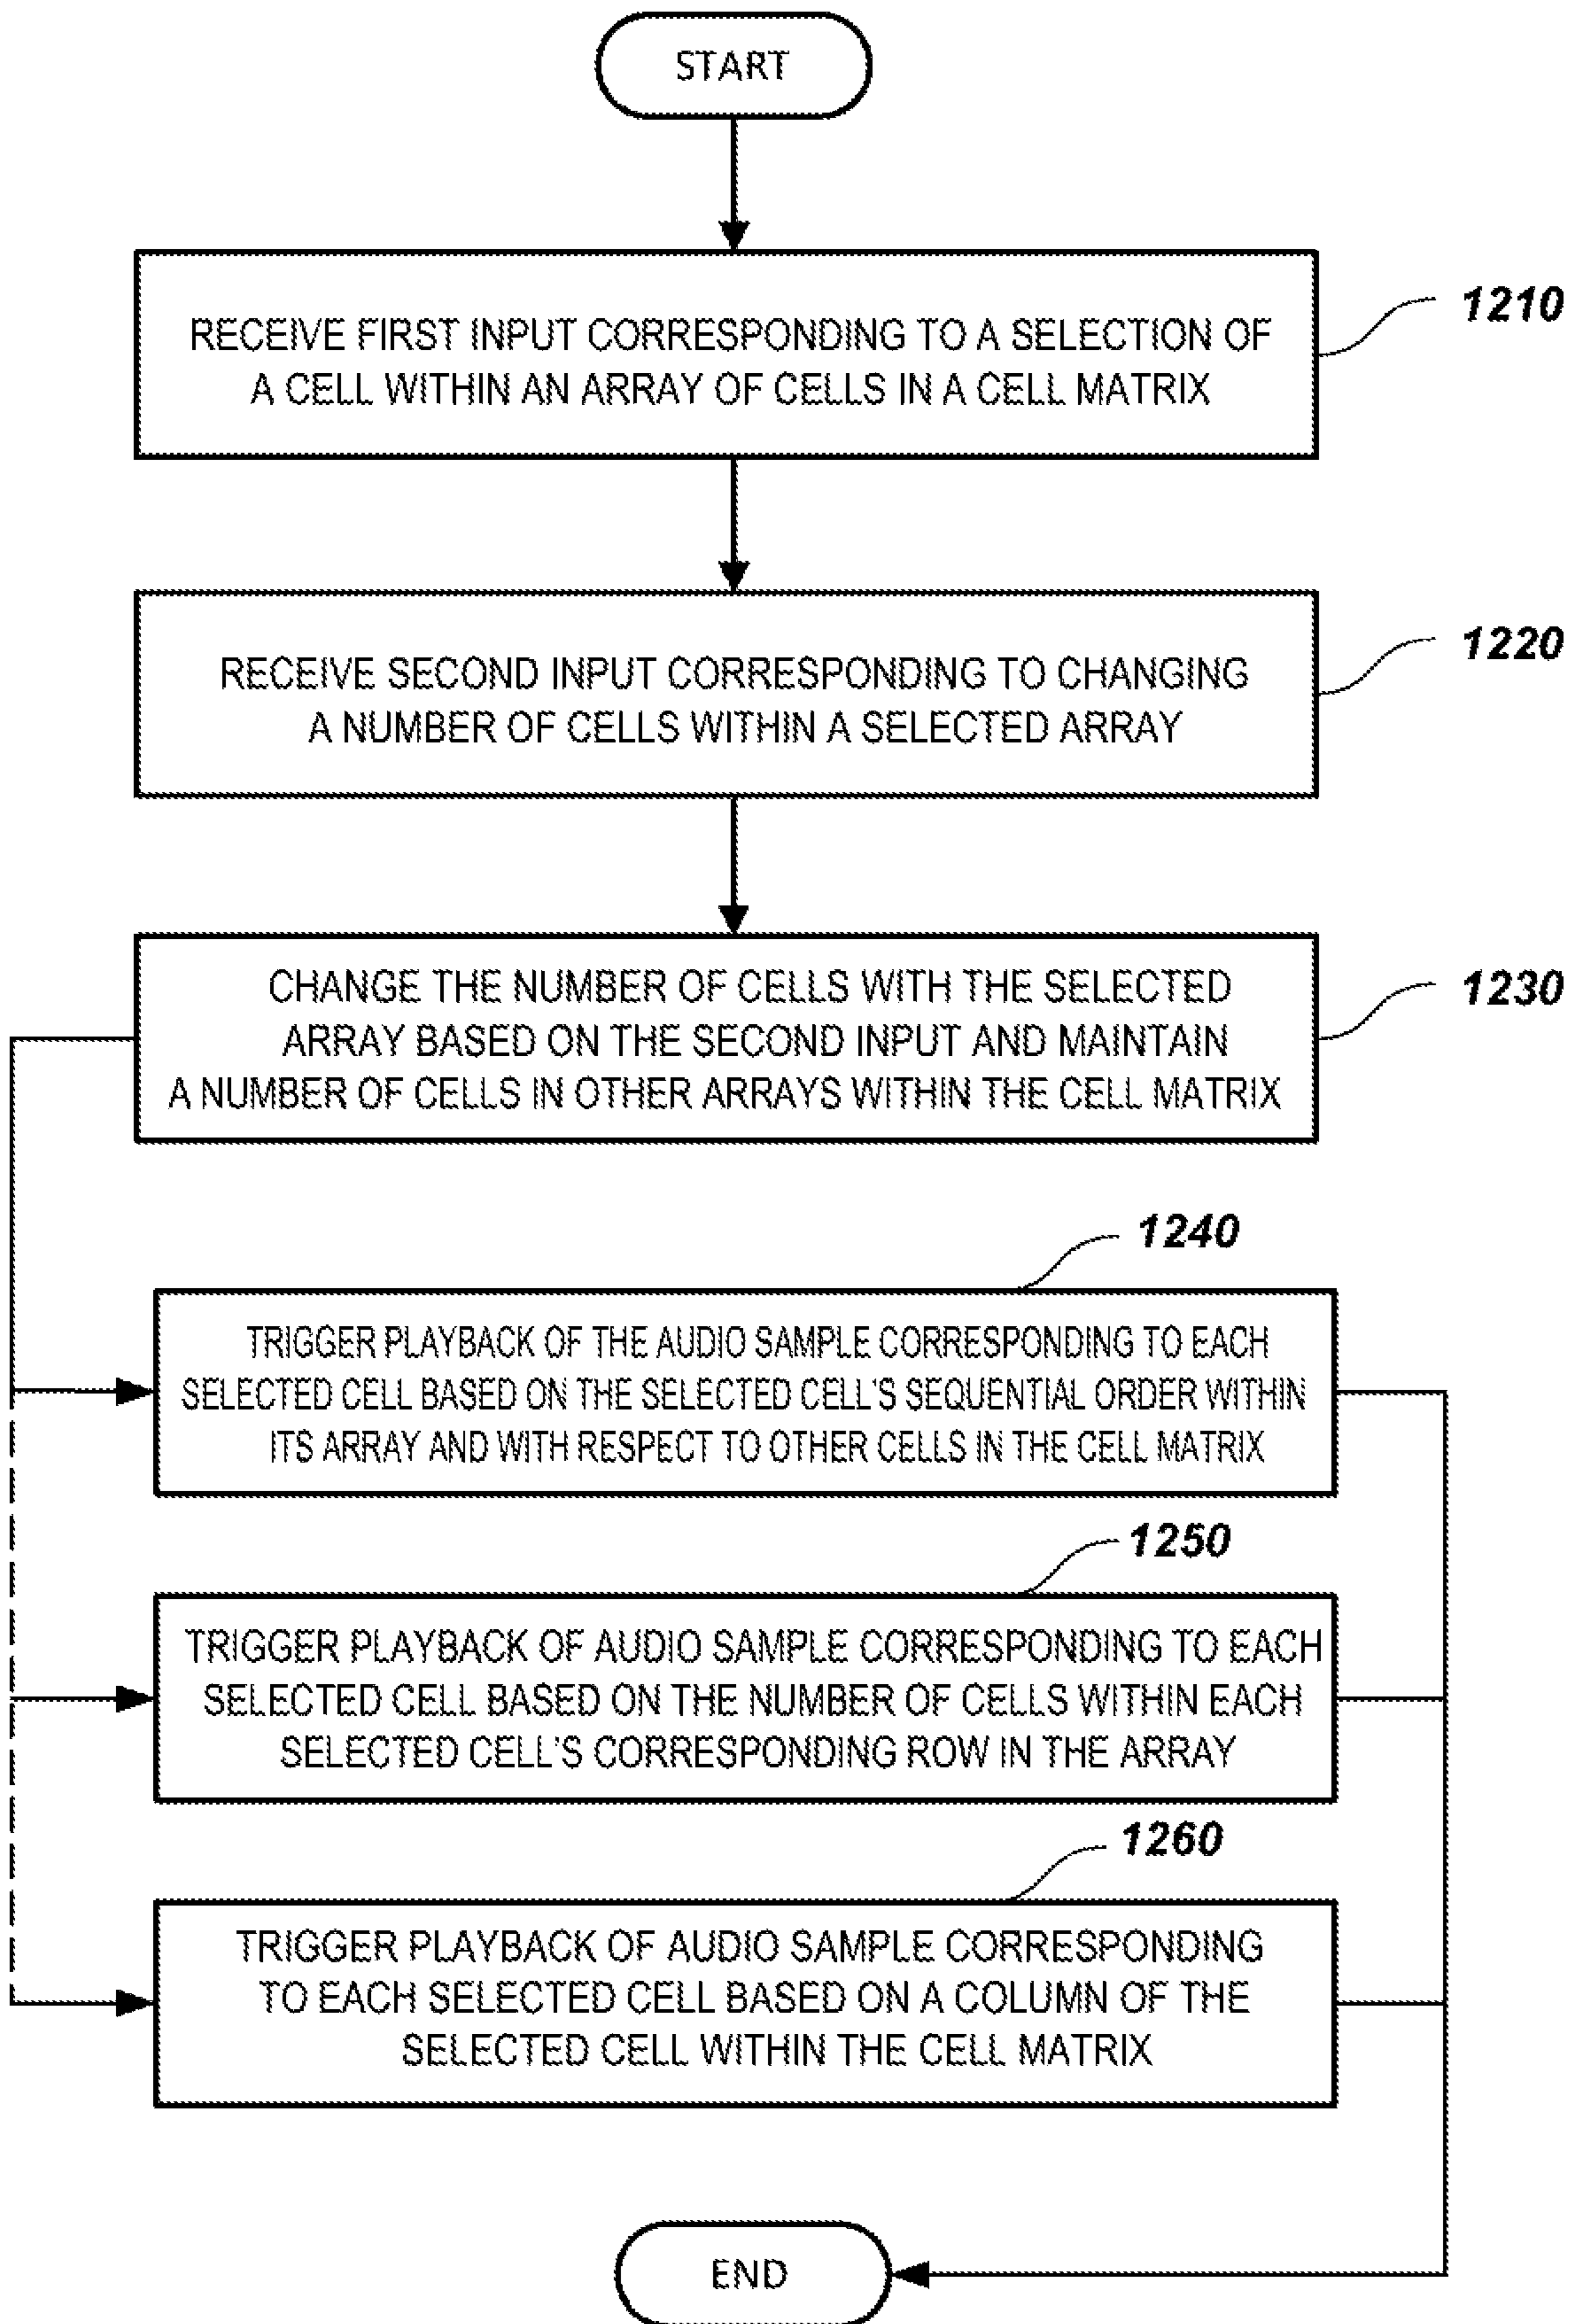 START
RECEIVE FIRST INPUT CORRESPONDING TO A SELECTION OF
A CELL WITHIN AN ARRAY OF CELLS IN A CELL MATRIX
1210
RECEIVE SECOND INPUT CORRESPONDING TO CHANGING
A NUMBER OF CELLS WITHIN A SELECTED ARRAY
1220
CHANGE THE NUMBER OF CELLS WITH THE SELECTED
ARRAY BASED ON THE SECOND INPUT AND MAINTAIN
A NUMBER OF CELLS IN OTHER ARRAYS WITHIN THE CELL MATRIX
1230
1240
TRIGGER PLAYBACK OF THE AUDIO SAMPLE CORRESPONDING TO EACH
SELECTED CELL BASED ON THE SELECTED CELL'S SEQUENTIAL ORDER WITHIN
ITS ARRAY AND WITH RESPECT TO OTHER CELLS IN THE CELL MATRIX
1250
TRIGGER PLAYBACK OF AUDIO SAMPLE CORRESPONDING TO EACH
SELECTED CELL BASED ON THE NUMBER OF CELLS WITHIN EACH
SELECTED CELL'S CORRESPONDING ROW IN THE ARRAY
1260
TRIGGER PLAYBACK OF AUDIO SAMPLE CORRESPONDING
TO EACH SELECTED CELL BASED ON A COLUMN OF THE
SELECTED CELL WITHIN THE CELL MATRIX
END